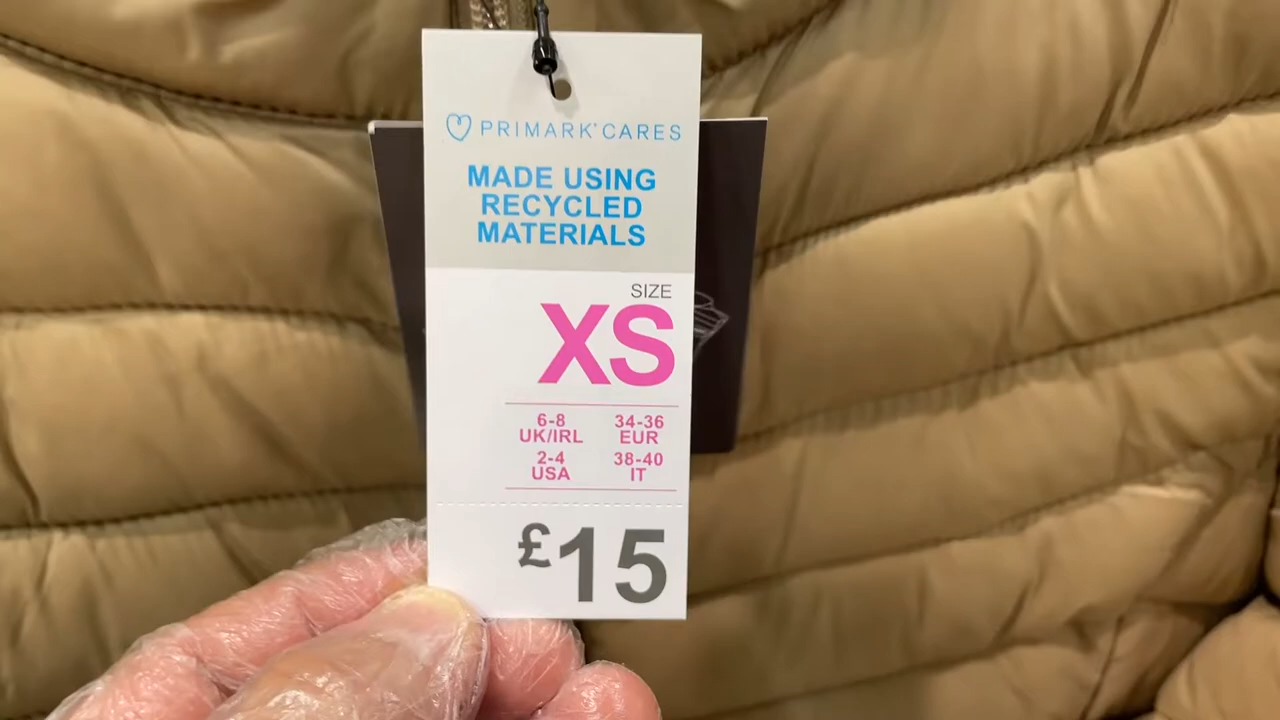 PRIMARK® CARES
MADE USING
RECYCLED
MATERIALS
SIZE
XS
6-8 34-36
UK/IRL EUR
2-4 38-40
USA IT
£15